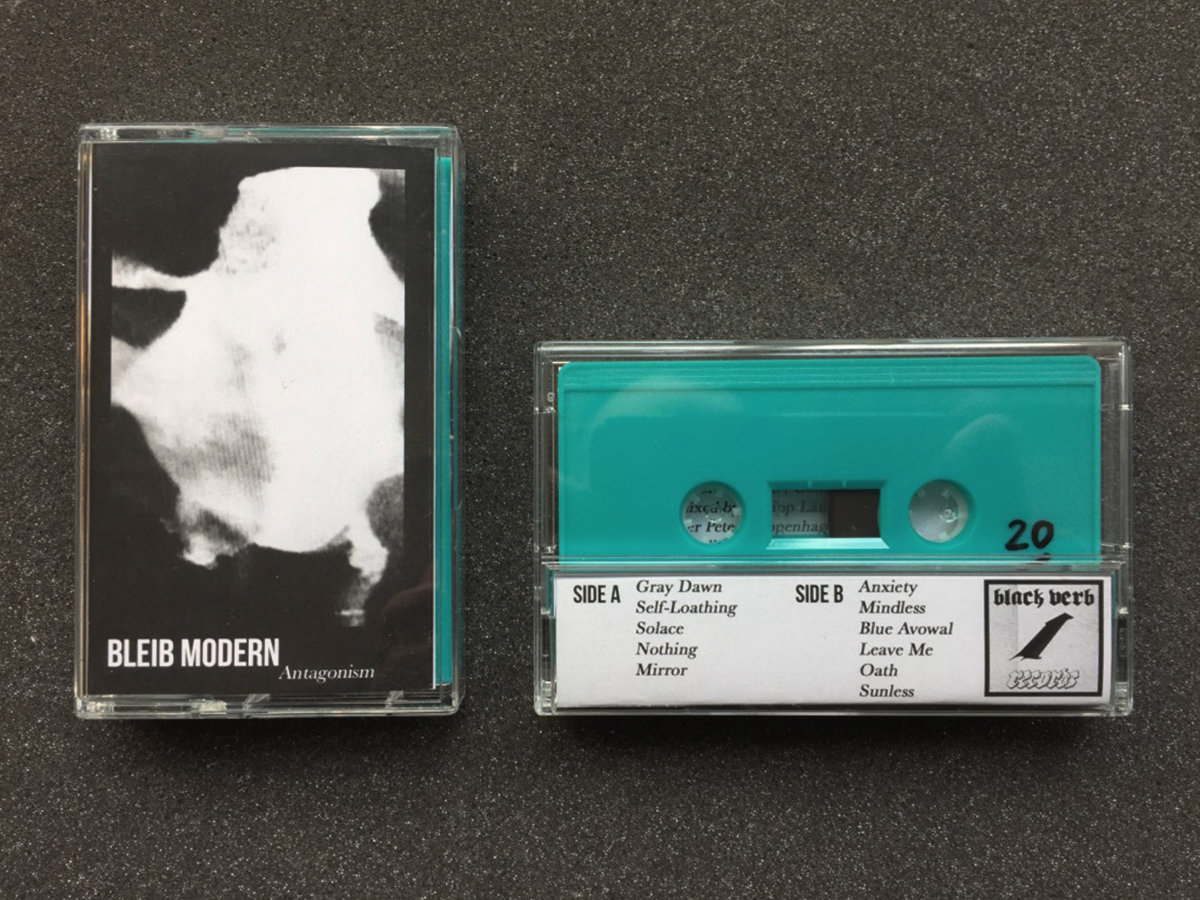 BLEIB MODERN
Antagonism
20
SIDE A
Gray Dawn
Self-Loathing
Solace
Nothing
Mirror
SIDE B
Anxiety
Mindless
Blue Avowal
Leave Me
Oath
Sunless
black verb
records